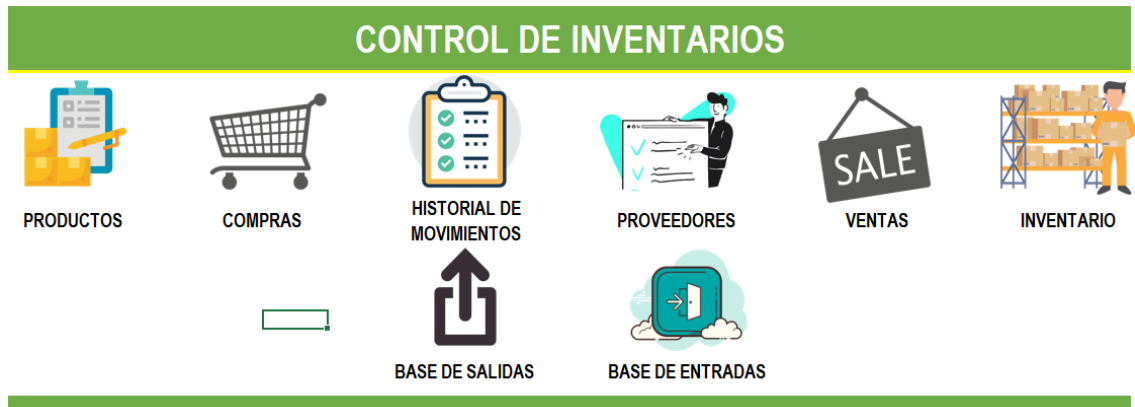 CONTROL DE INVENTARIOS
SALE
PRODUCTOS
COMPRAS
HISTORIAL DE
MOVIMIENTOS
PROVEEDORES
VENTAS
INVENTARIO
BASE DE SALIDAS
BASE DE ENTRADAS